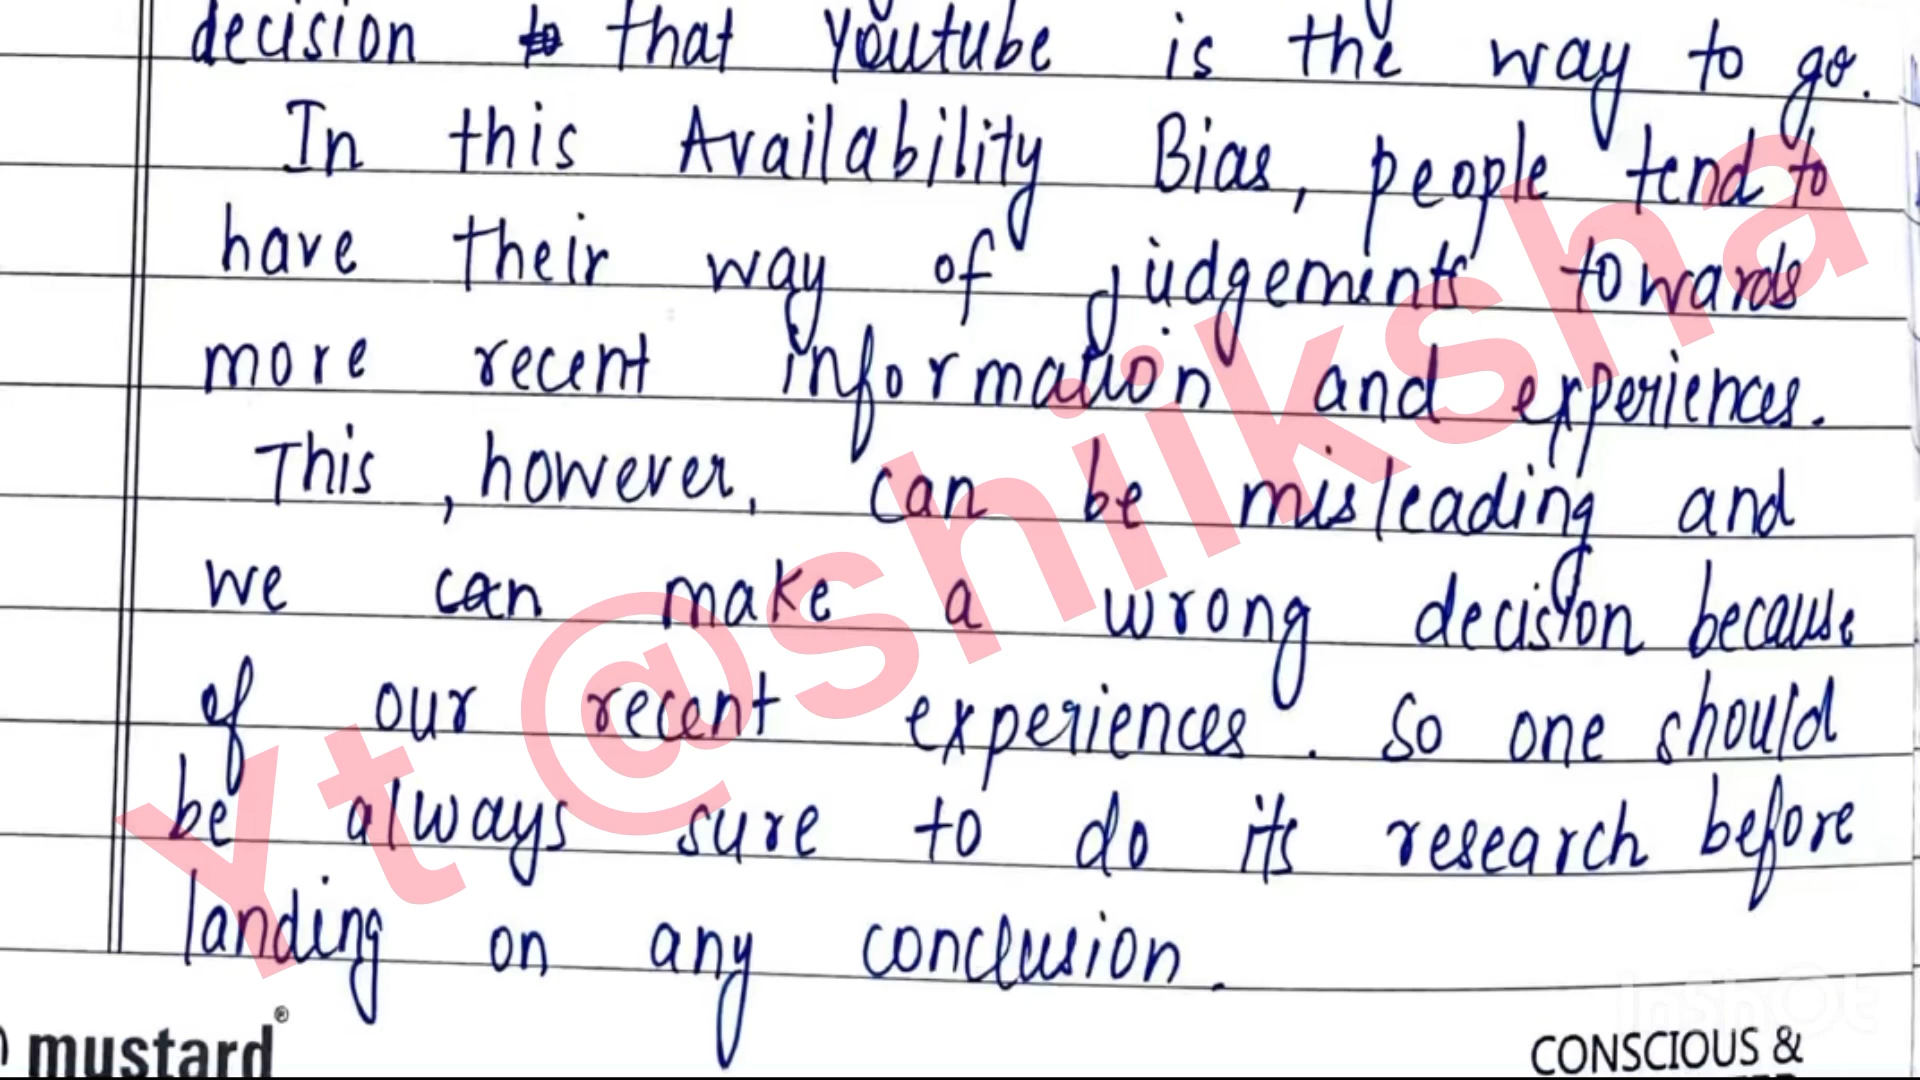 decision that Youtube is the way to go.
In this Availability Bias, people tend to
have their way of judgements towards
more recent information and experiences.
This, however, can be misleading and
we can make a wrong decision because
of our recent experiences. So one should
be always sure to do its research before
landing on any conclusion.
Yt @shiiksha
mustard®
CONSCIOUS &
InShOt